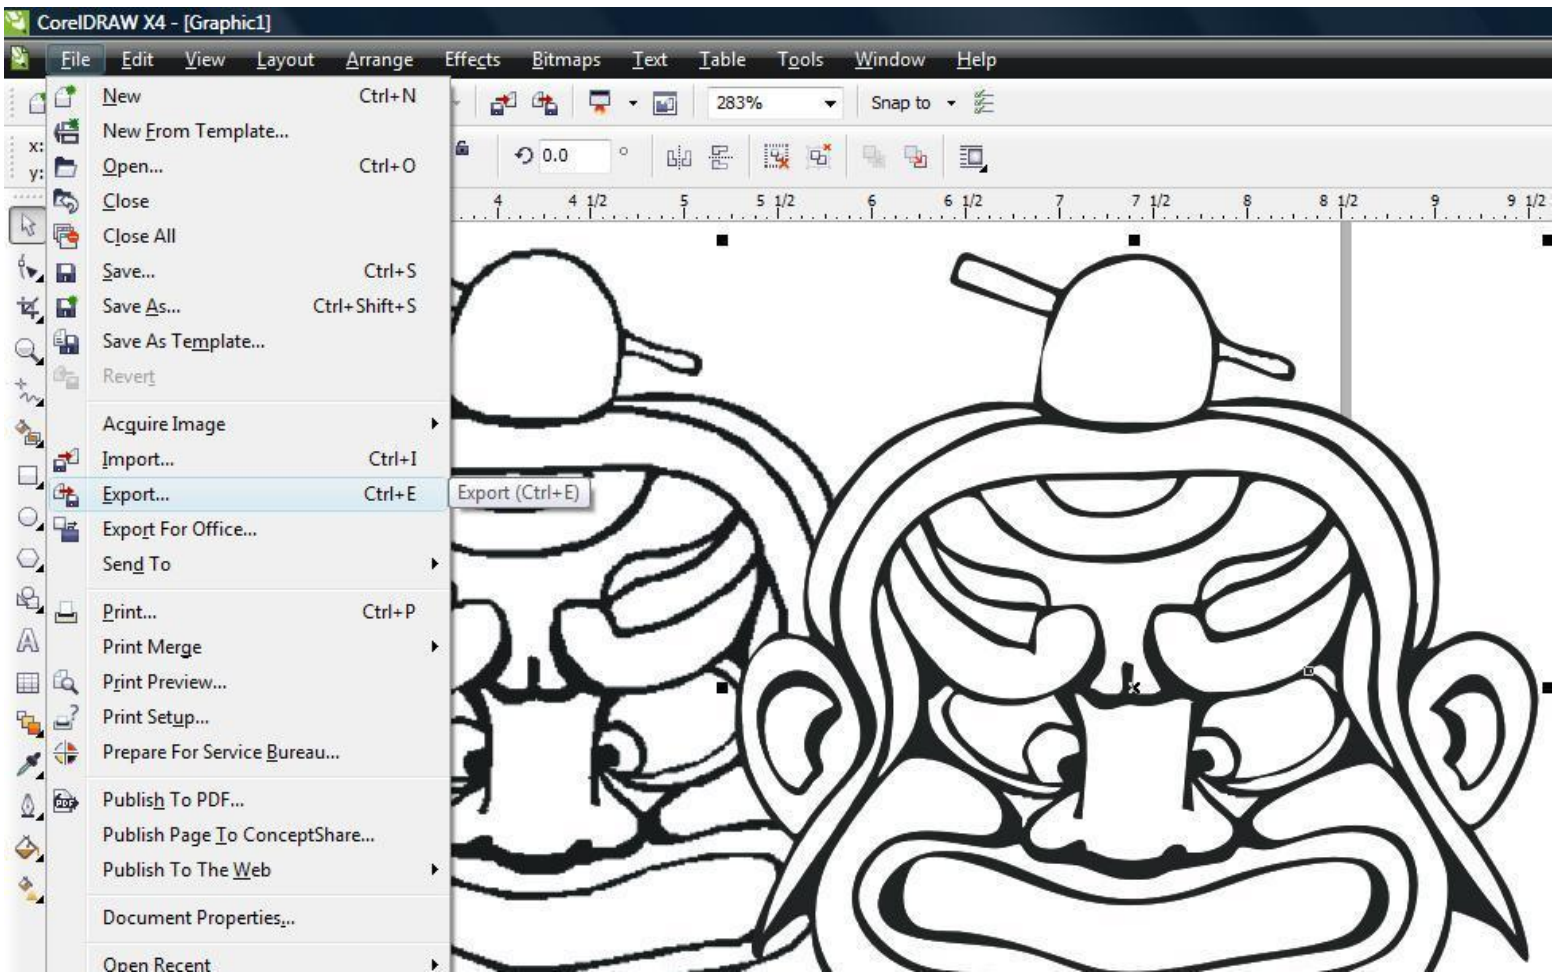 CorelDRAW X4 - [Graphic1]
File Edit View Layout Arrange Effects Bitmaps Text Table Tools Window Help
283% Snap to
x:
y:
0.0 °
4 4 1/2 5 5 1/2 6 6 1/2 7 7 1/2 8 8 1/2 9 9 1/2
New Ctrl+N
New From Template...
Open... Ctrl+O
Close
Close All
Save... Ctrl+S
Save As... Ctrl+Shift+S
Save As Template...
Revert
Acquire Image
Import... Ctrl+I
Export... Ctrl+E
Export (Ctrl+E)
Export For Office...
Send To
Print... Ctrl+P
Print Merge
Print Preview...
Print Setup...
Prepare For Service Bureau...
Publish To PDF...
Publish Page To ConceptShare...
Publish To The Web
Document Properties...
Open Recent